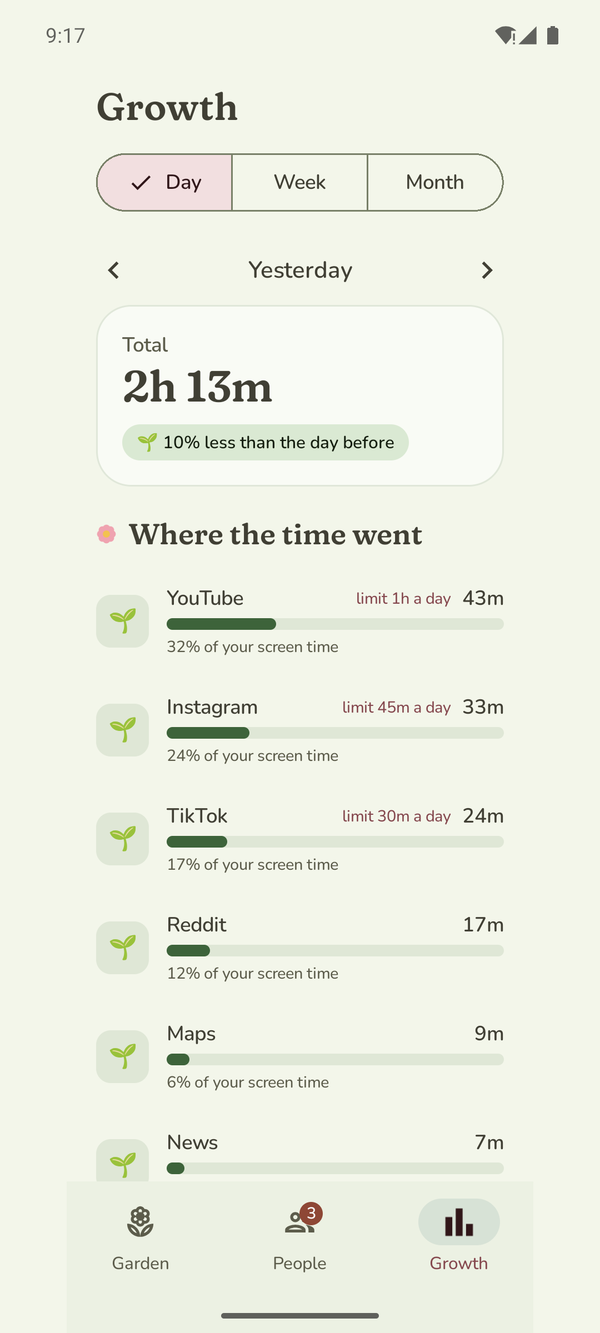 9:17
Growth
Day Week Month
Yesterday
Total
2h 13m
10% less than the day before
Where the time went
YouTube limit 1h a day 43m
32% of your screen time
Instagram limit 45m a day 33m
24% of your screen time
TikTok limit 30m a day 24m
17% of your screen time
Reddit 17m
12% of your screen time
Maps 9m
6% of your screen time
News 7m
3
Garden People Growth